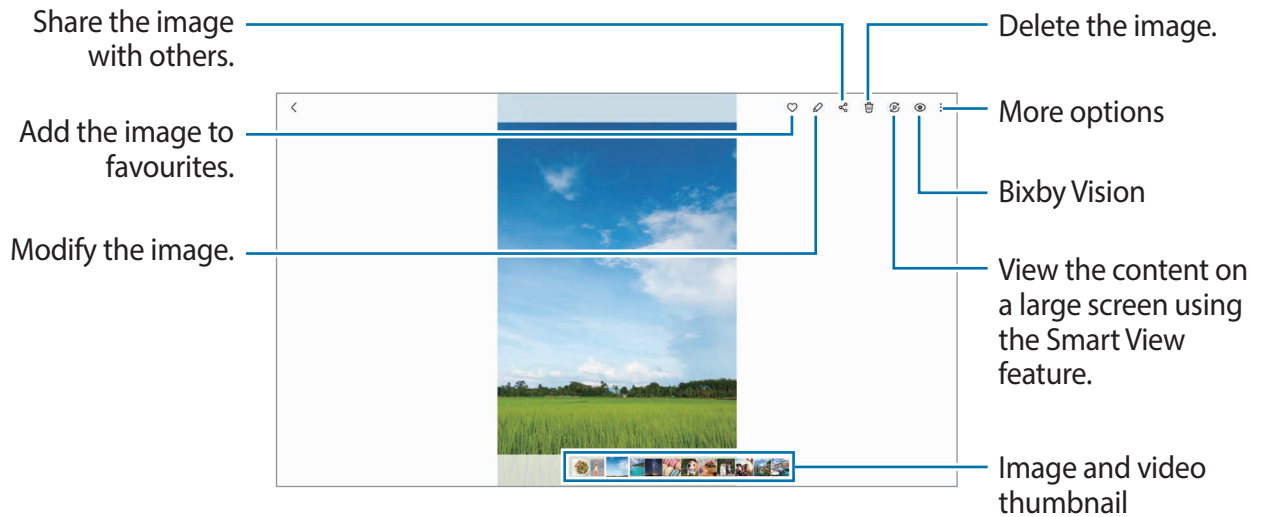 Share the image
with others.
Add the image to
favourites.
Modify the image.
Delete the image.
More options
Bixby Vision
View the content on
a large screen using
the Smart View
feature.
Image and video
thumbnail